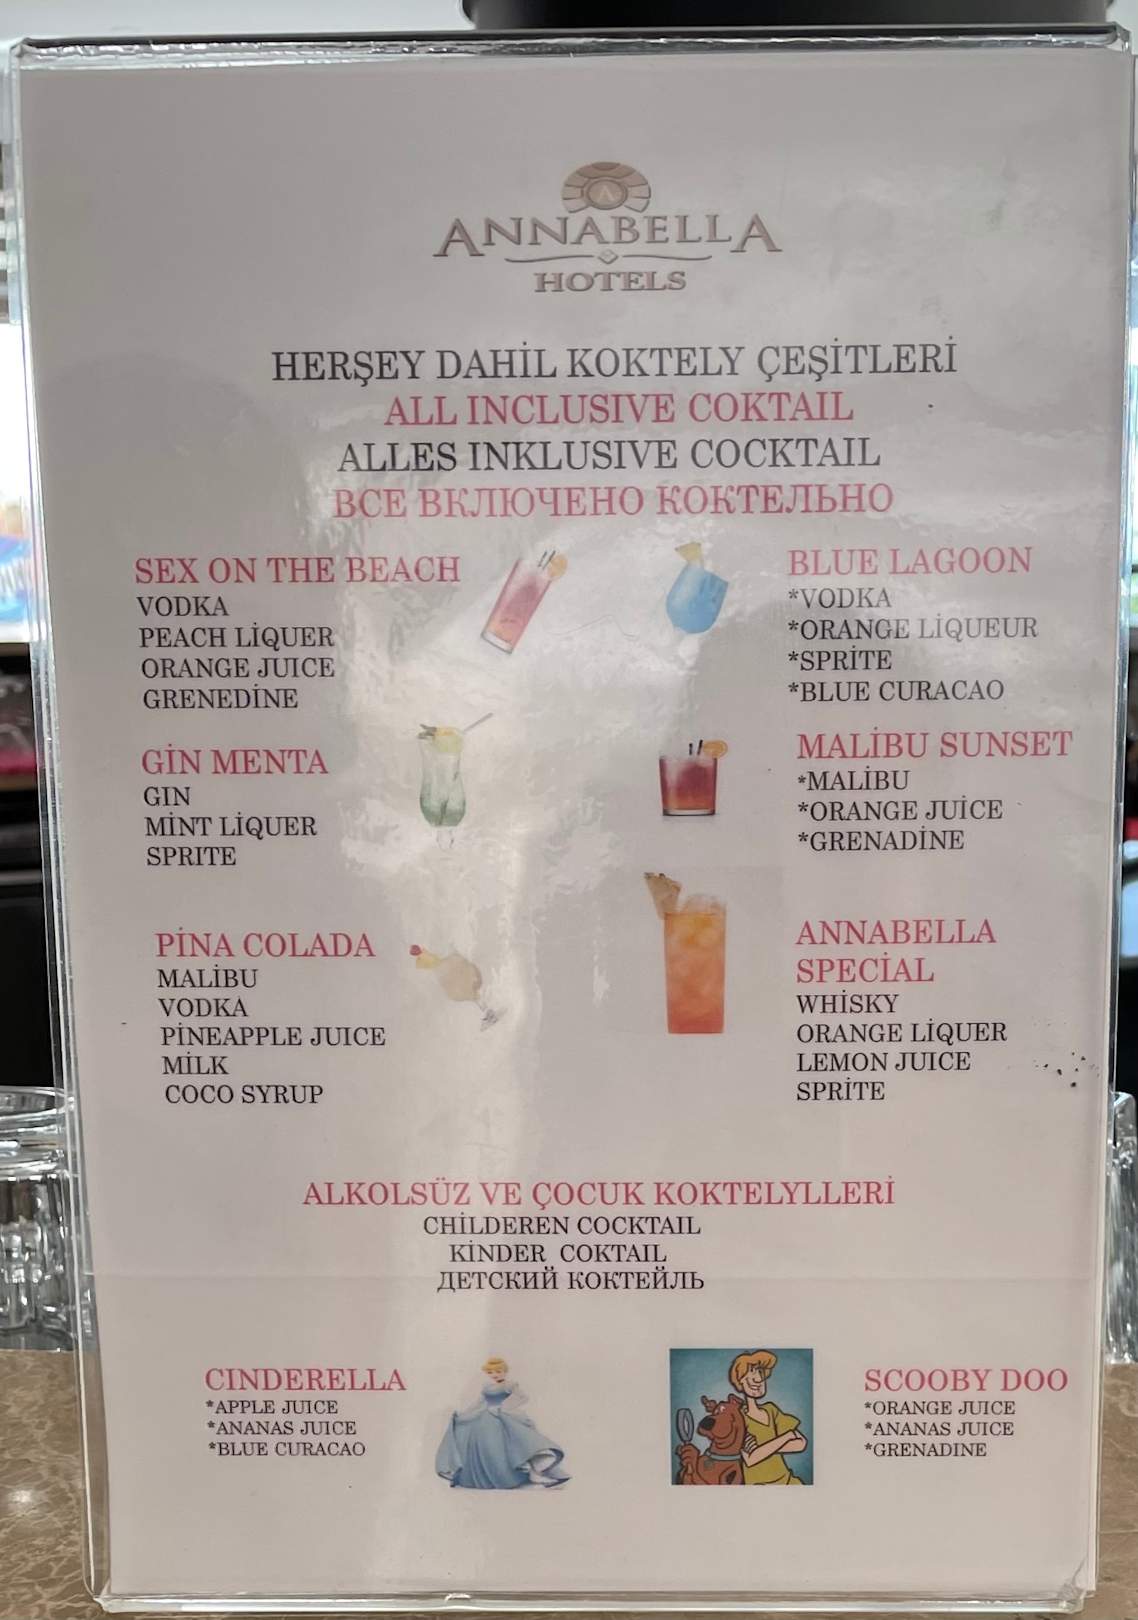 ANNABELLA
HOTELS
HERŞEY DAHİL KOKTELY ÇEŞİTLERİ
ALL INCLUSIVE COKTAIL
ALLES INKLUSIVE COCKTAIL
ВСЕ ВКЛЮЧЕНО КОКТЕЛЬНО
SEX ON THE BEACH
VODKA
PEACH LİQUER
ORANGE JUICE
GRENEDİNE
GİN MENTA
GIN
MİNT LİQUER
SPRITE
PİNA COLADA
MALİBU
VODKA
PİNEAPPLE JUICE
MİLK
COCO SYRUP
BLUE LAGOON
*VODKA
*ORANGE LİQUEUR
*SPRİTE
*BLUE CURACAO
MALİBU SUNSET
*MALİBU
*ORANGE JUİCE
*GRENADİNE
ANNABELLA
SPECİAL
WHİSKY
ORANGE LİQUER
LEMON JUICE
SPRİTE
ALKOLSÜZ VE ÇOCUK KOKTELYLLERİ
CHİLDEREN COCKTAIL
KİNDER COKTAIL
ДЕТСКИЙ КОКТЕЙЛЬ
CINDERELLA
*APPLE JUICE
*ANANAS JUICE
*BLUE CURACAO
SCOOBY DOO
*ORANGE JUICE
*ANANAS JUICE
*GRENADINE